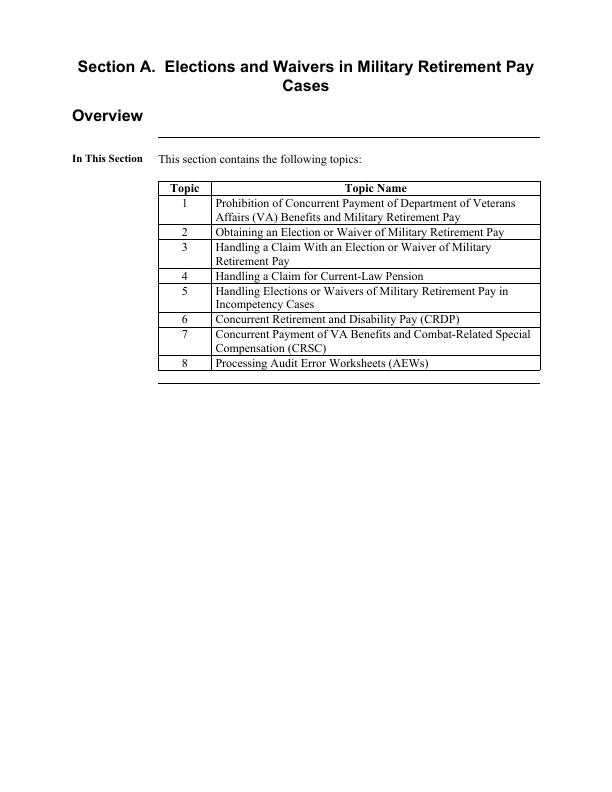 Section A.  Elections and Waivers in Military Retirement Pay
Cases
Overview
In This Section This section contains the following topics:
Topic Topic Name
1 Prohibition of Concurrent Payment of Department of Veterans
Affairs (VA) Benefits and Military Retirement Pay
2 Obtaining an Election or Waiver of Military Retirement Pay
3 Handling a Claim With an Election or Waiver of Military
Retirement Pay
4 Handling a Claim for Current-Law Pension
5 Handling Elections or Waivers of Military Retirement Pay in
Incompetency Cases
6 Concurrent Retirement and Disability Pay (CRDP)
7 Concurrent Payment of VA Benefits and Combat-Related Special
Compensation (CRSC)
8 Processing Audit Error Worksheets (AEWs)